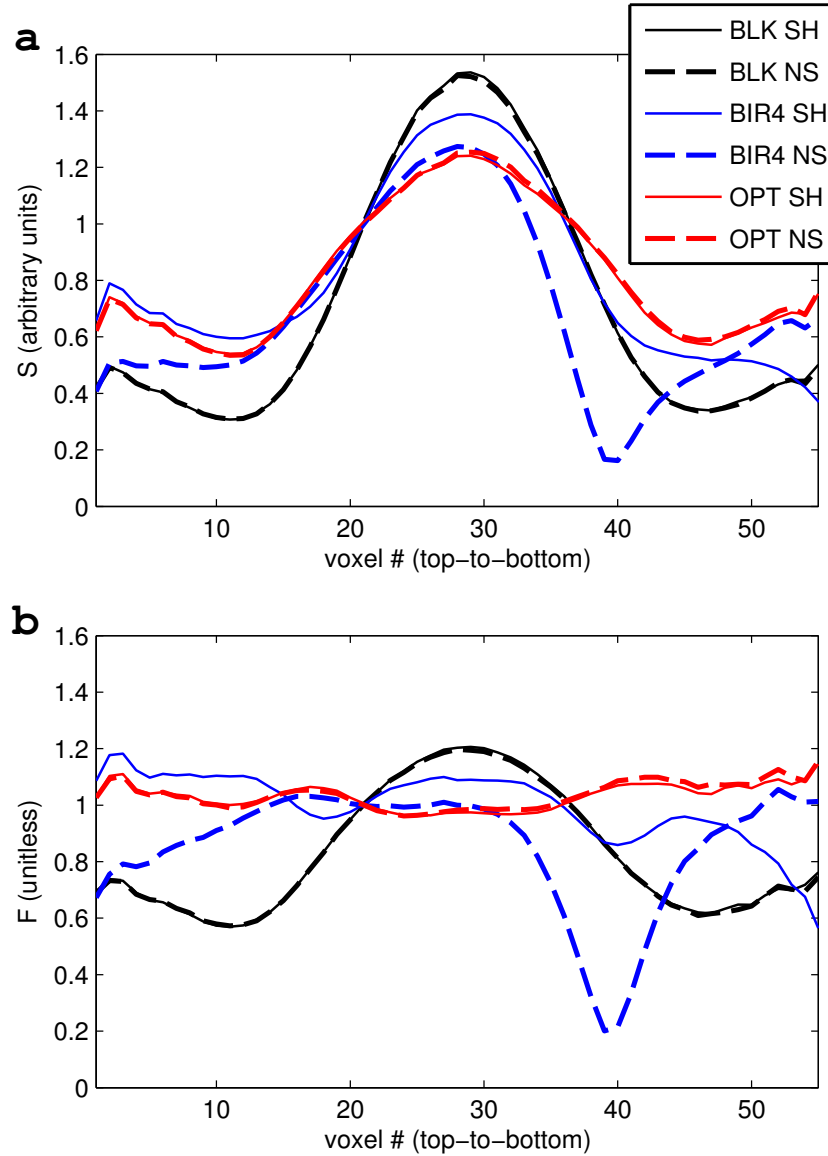 a
BLK SH
BLK NS
BIR4 SH
BIR4 NS
OPT SH
OPT NS
1.6
1.4
1.2
1
0.8
0.6
0.4
0.2
0
S (arbitrary units)
10 20 30 40 50
voxel # (top−to−bottom)
b
1.6
1.4
1.2
1
0.8
0.6
0.4
0.2
0
F (unitless)
10 20 30 40 50
voxel # (top−to−bottom)